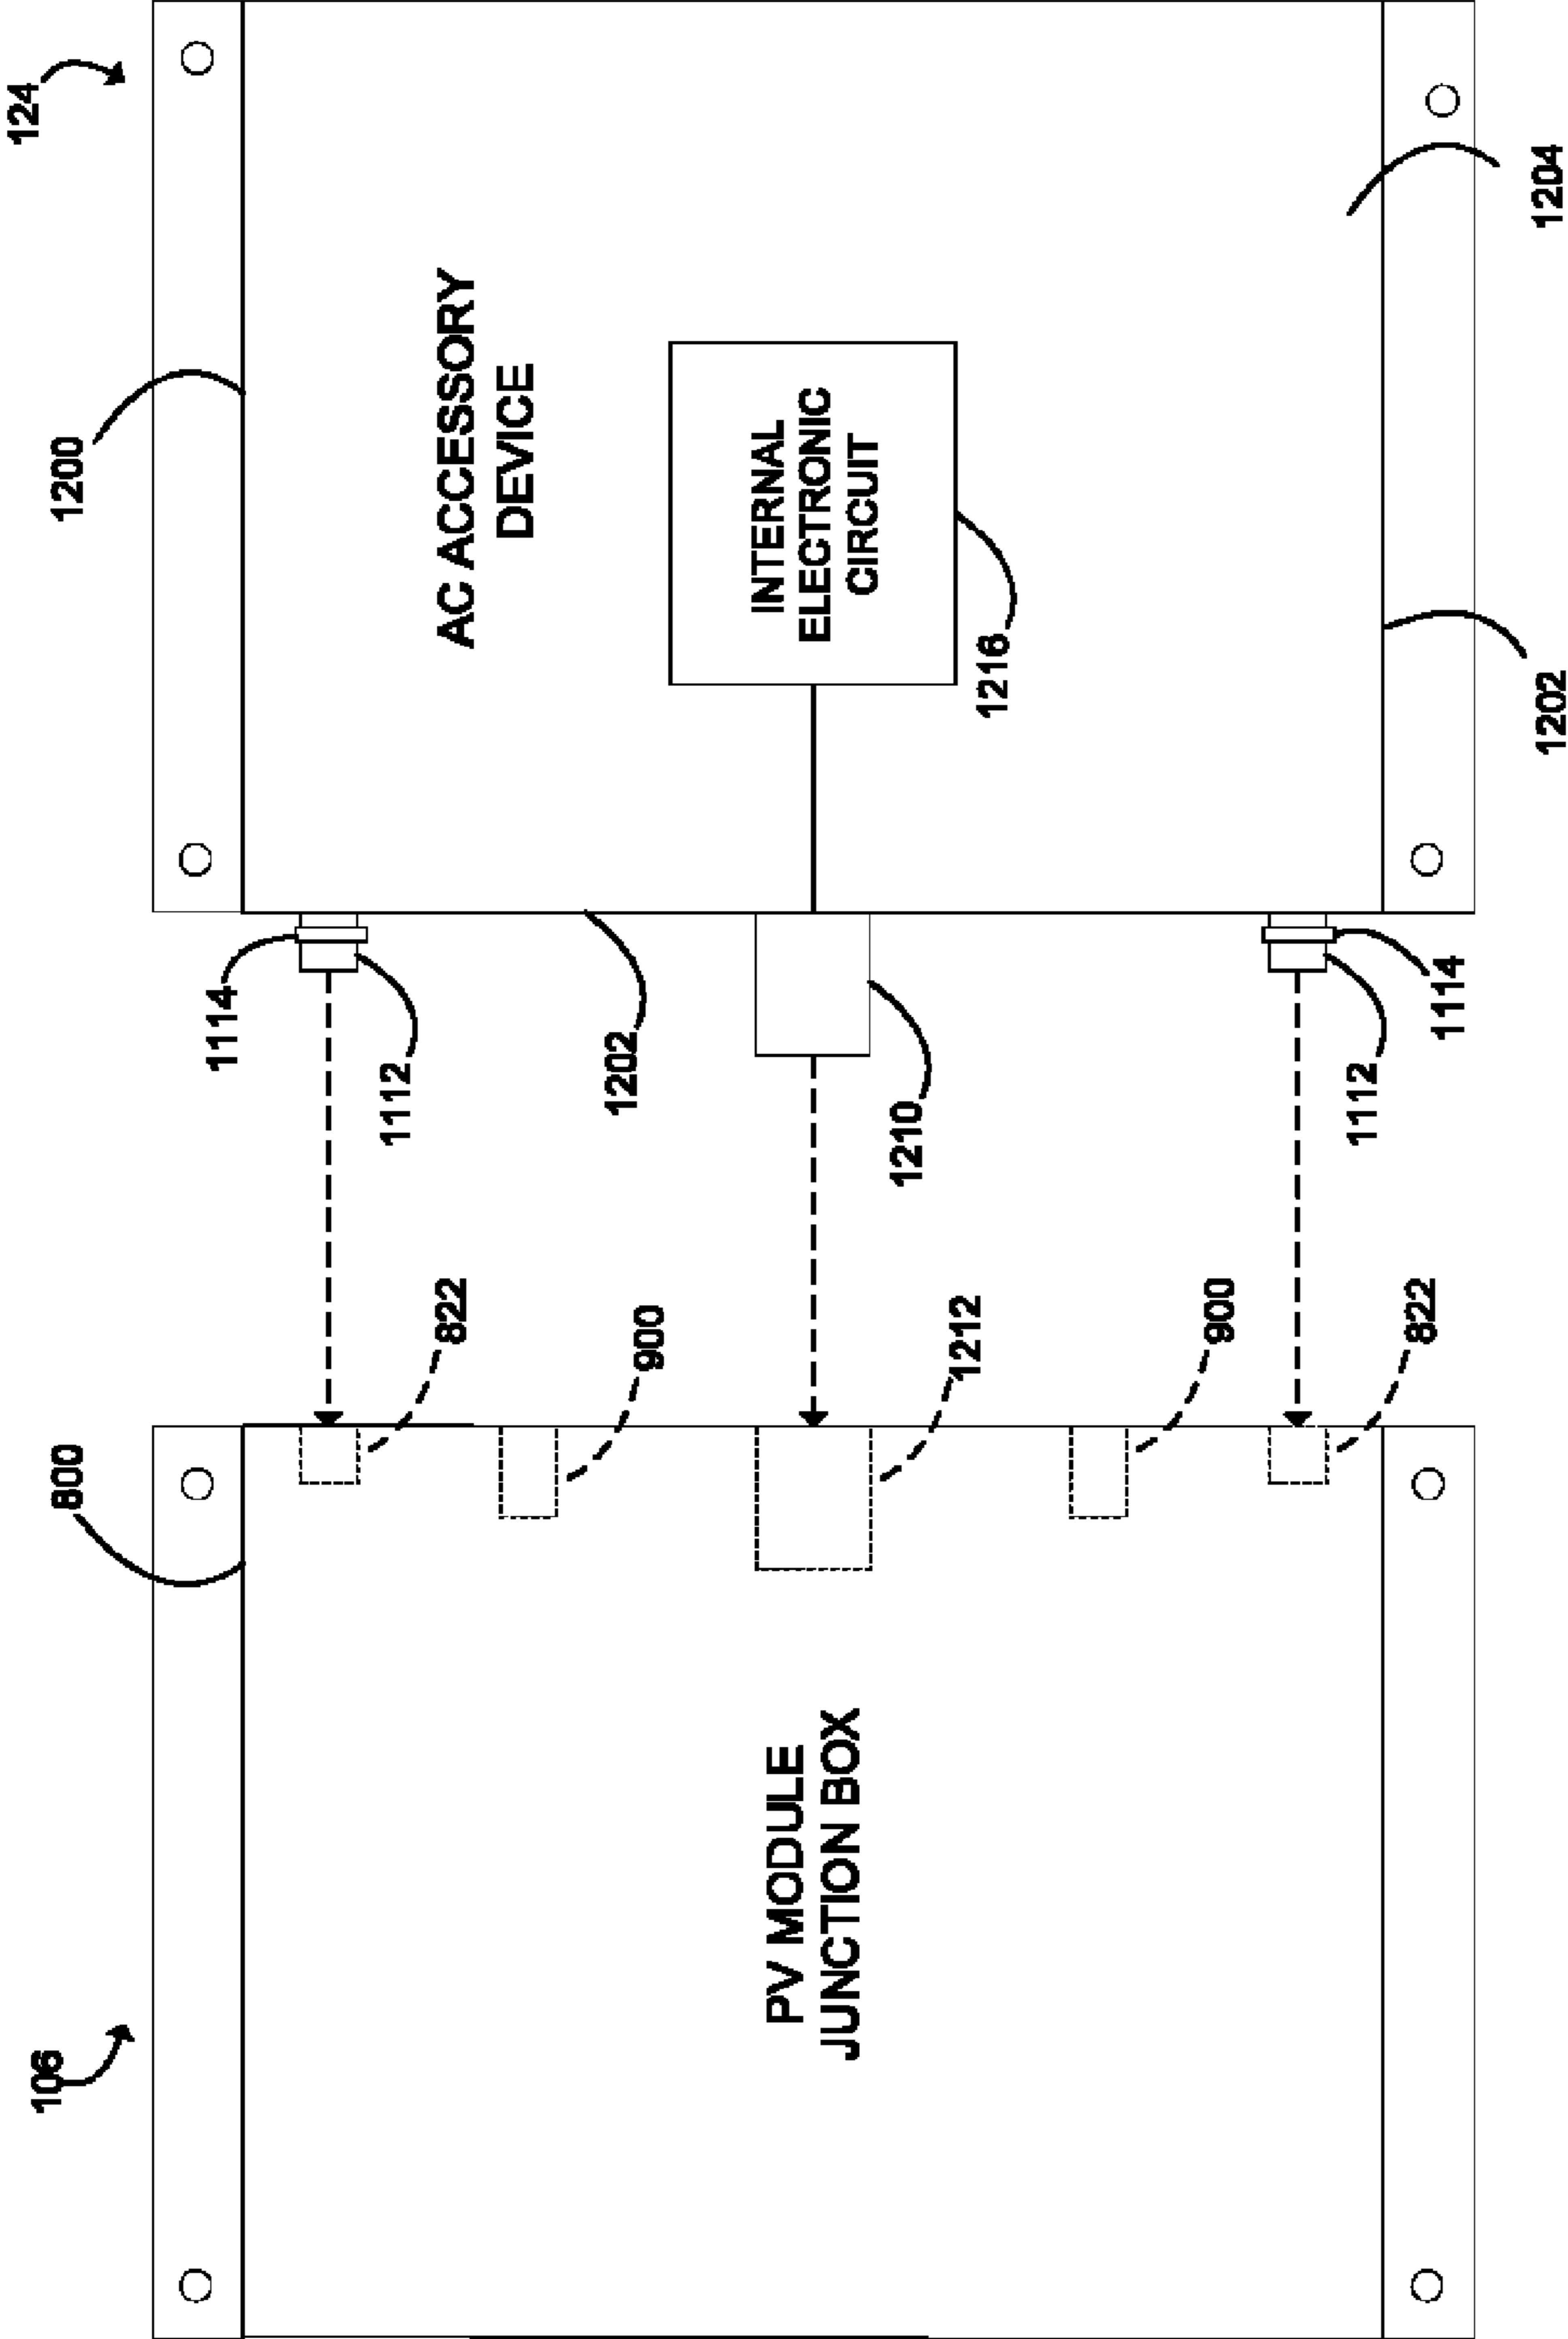 106
800
1200
124
1114
1112
822
AC ACCESSORY
DEVICE
1202
900
PV MODULE
JUNCTION BOX
INTERNAL
ELECTRONIC
CIRCUIT
1210
1212
1216
900
1112
822
1114
1202
1204